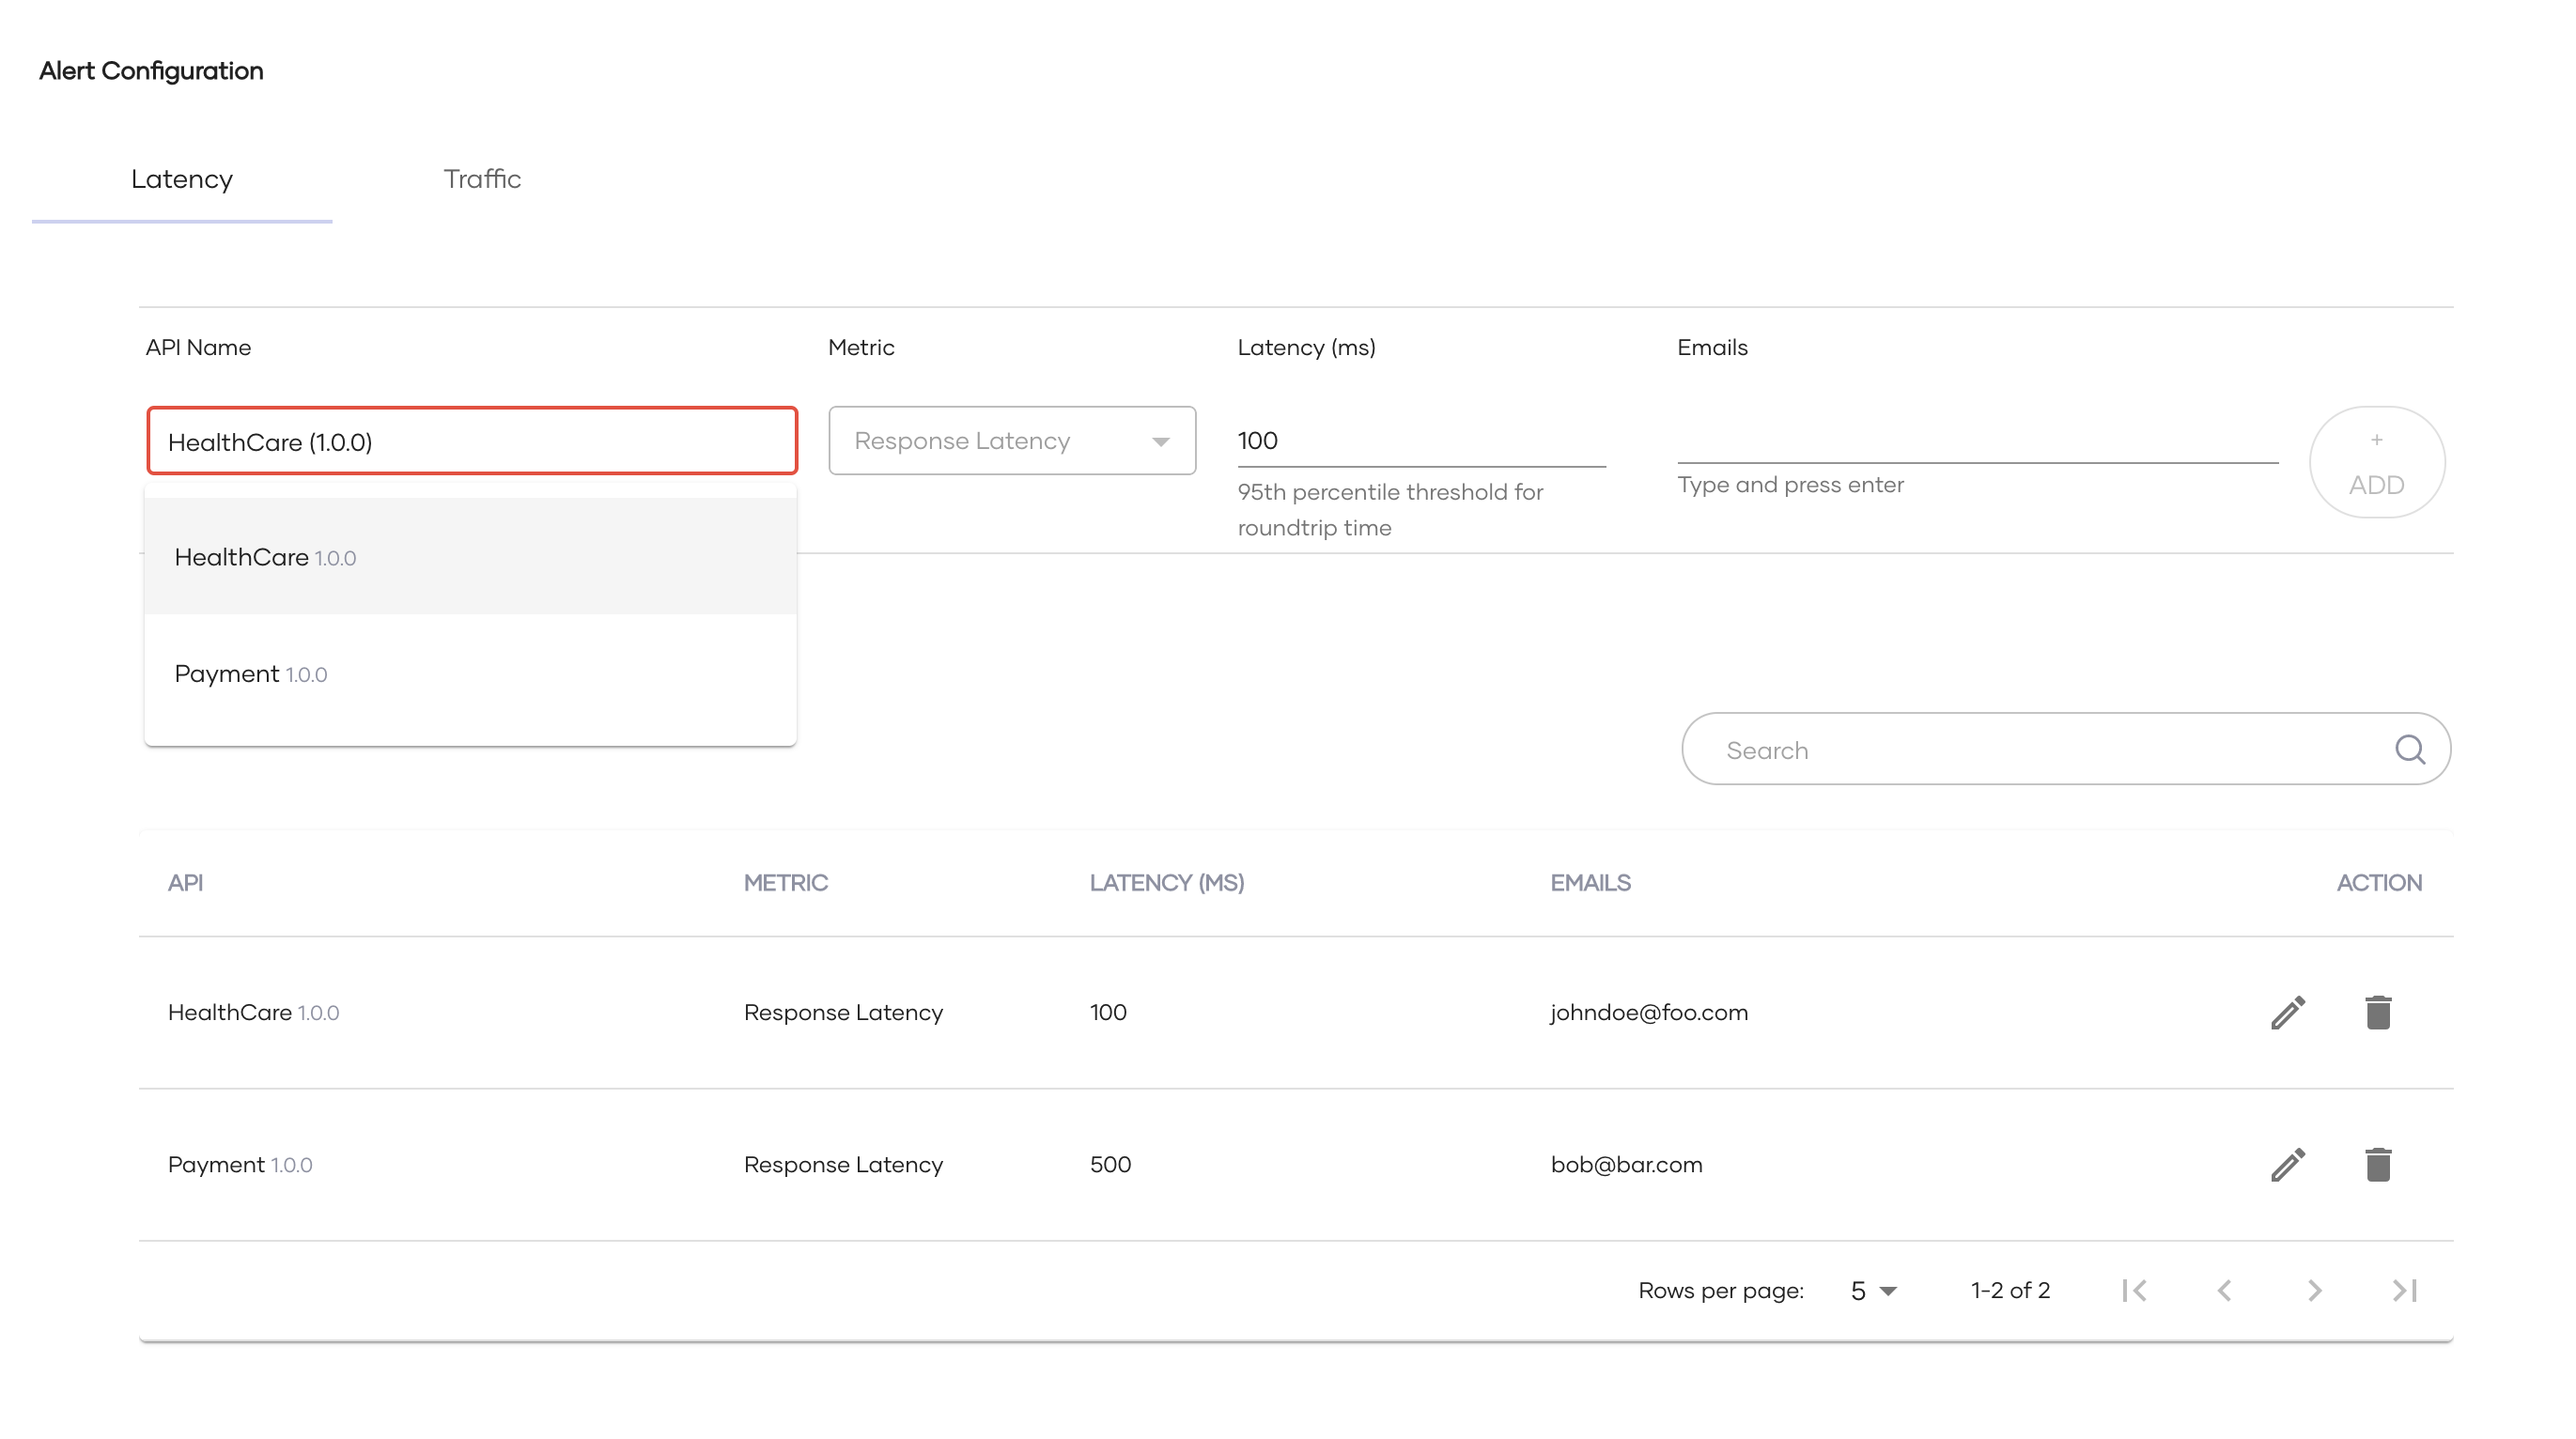 Alert Configuration
Latency
Traffic
API Name
Metric
Latency (ms)
Emails
HealthCare (1.0.0)
Response Latency
100
+
ADD
95th percentile threshold for
roundtrip time
Type and press enter
HealthCare 1.0.0
Payment 1.0.0
Search
API
METRIC
LATENCY (MS)
EMAILS
ACTION
HealthCare 1.0.0
Response Latency
100
johndoe@foo.com
Payment 1.0.0
Response Latency
500
bob@bar.com
Rows per page:
5
1-2 of 2